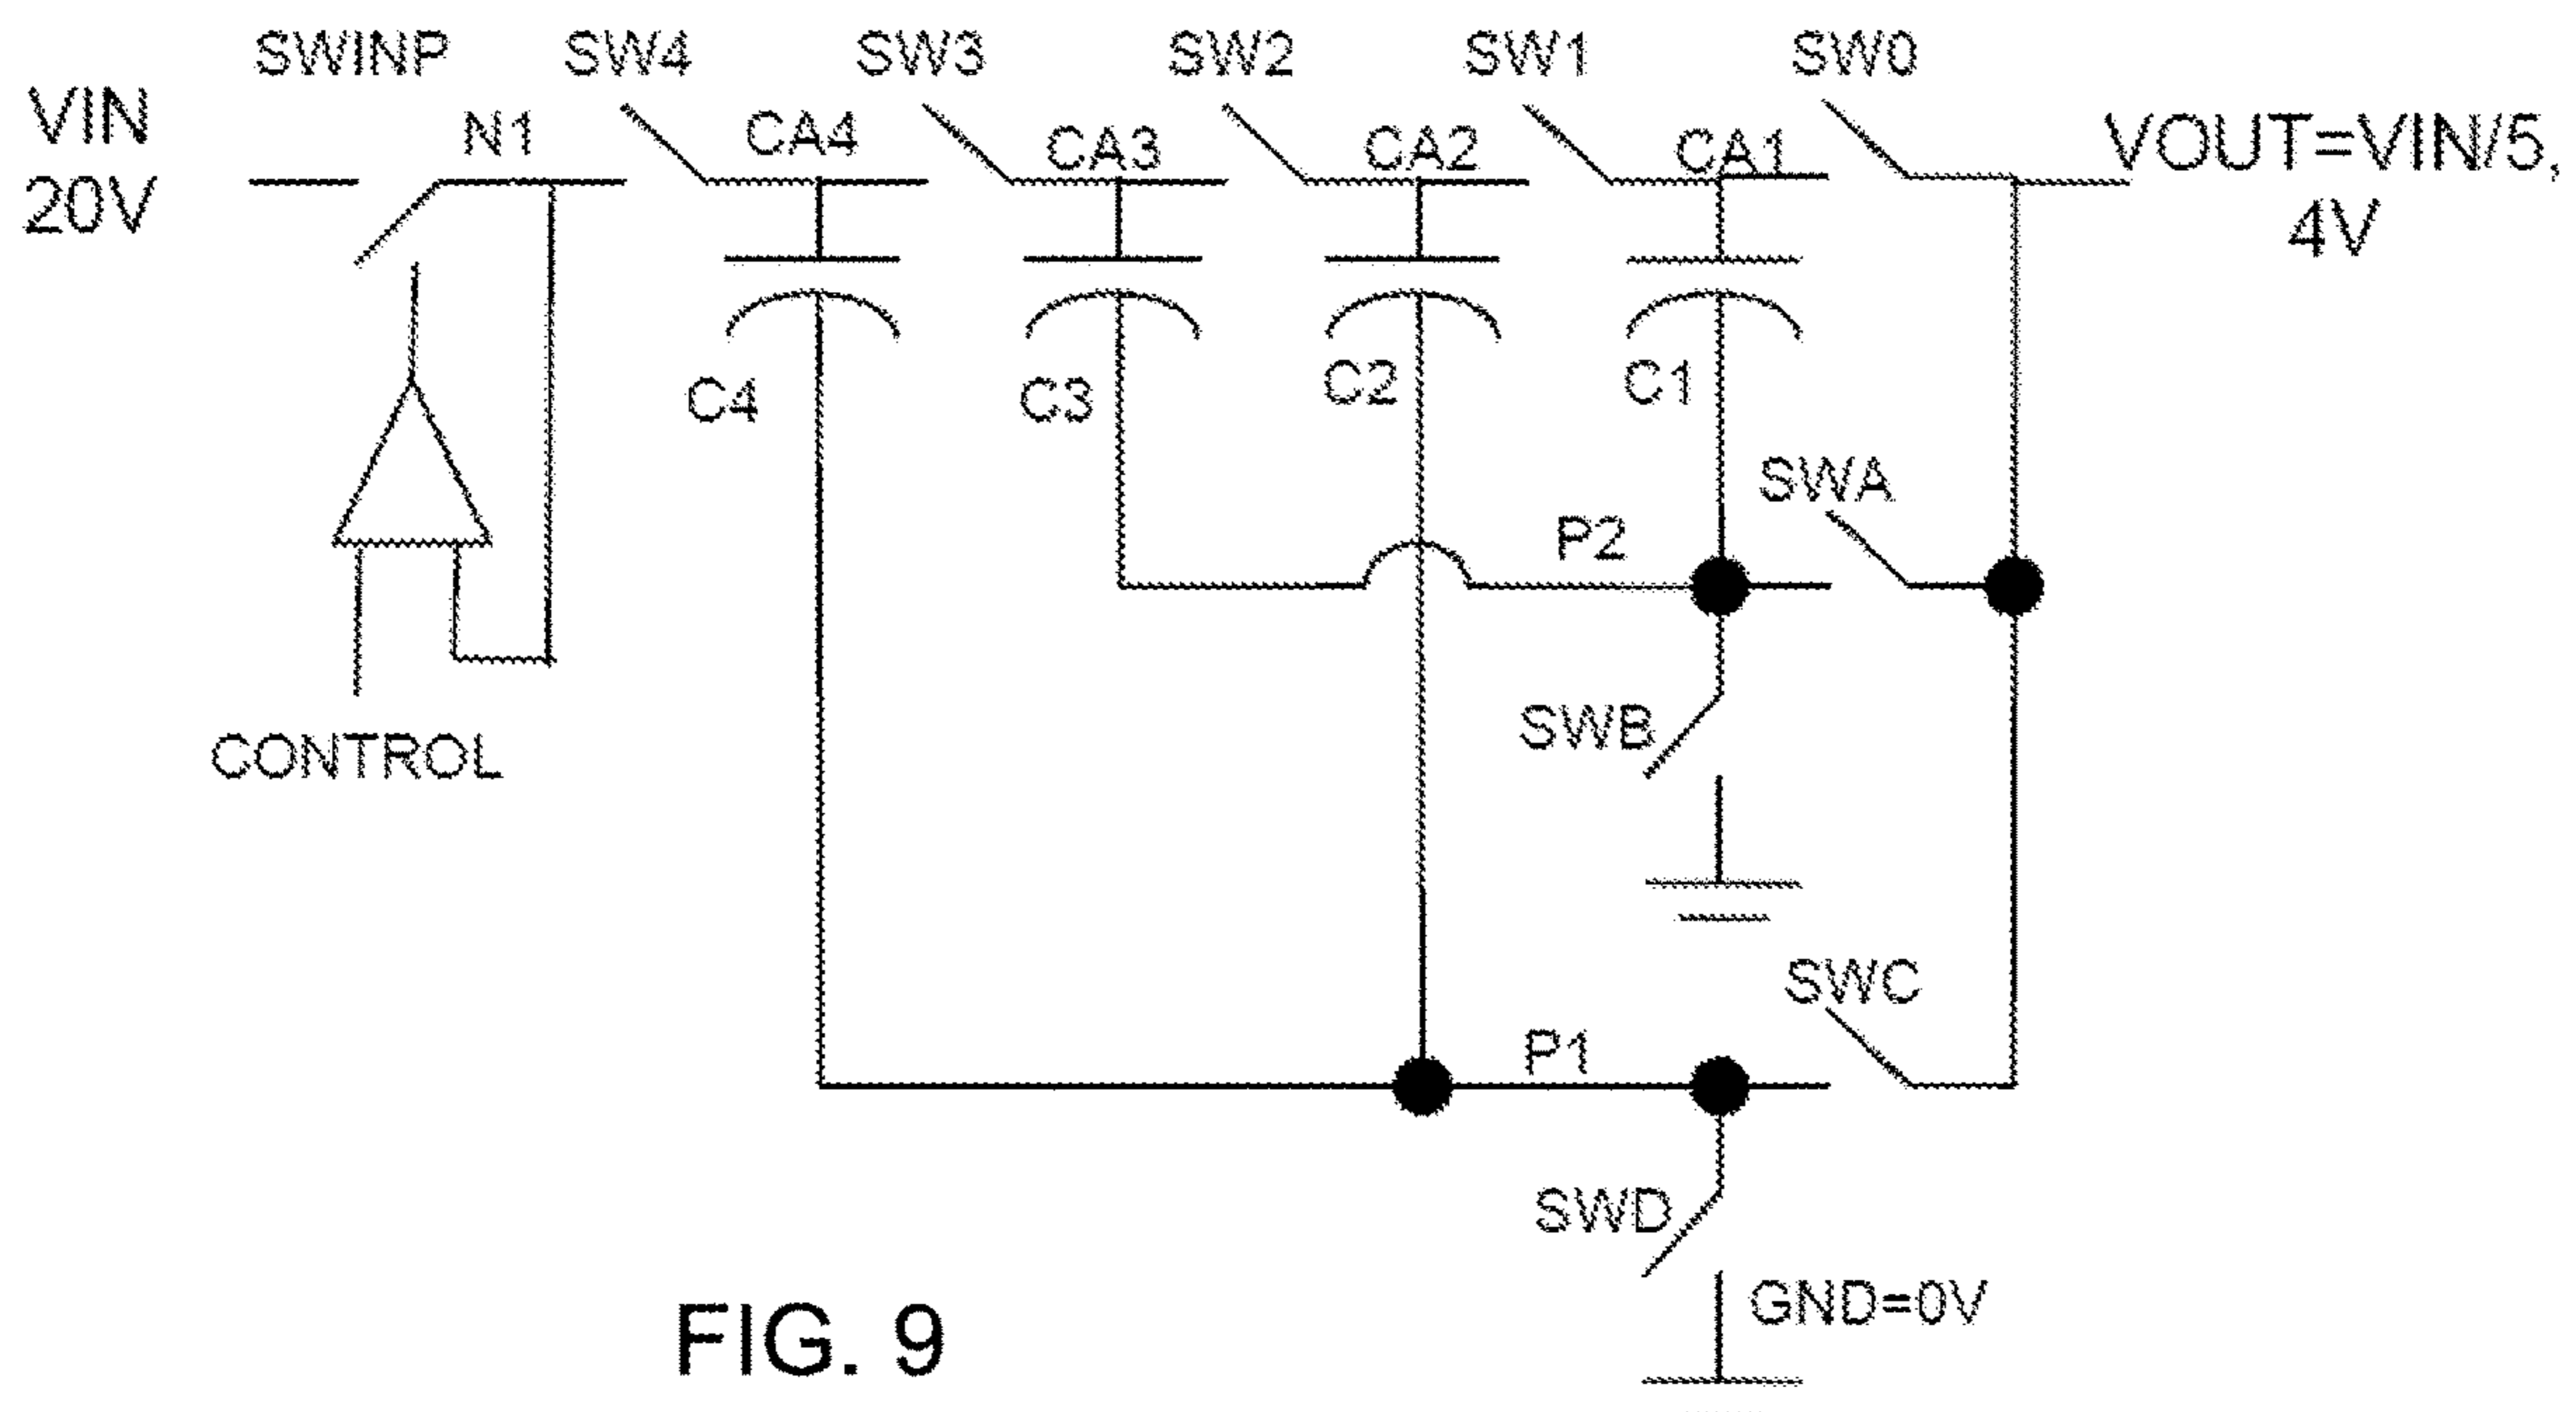 SWINP
SW4
SW3
SW2
SW1
SW0
VIN
20V
N1
CA4
CA3
CA2
CA1
VOUT=VIN/5,
4V
C4
C3
C2
C1
SWA
P2
SWB
CONTROL
SWC
P1
SWD
GND=0V
FIG. 9